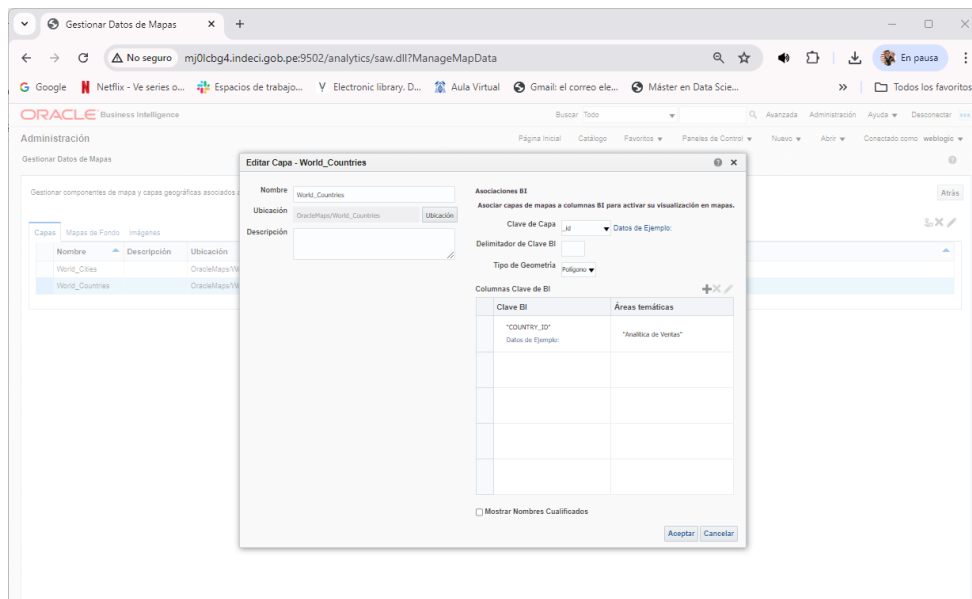 Gestionar Datos de Mapas
No seguro mj0lcbg4.indeci.gob.pe:9502/analytics/saw.dll?ManageMapData
En pausa
Google
Netflix - Ve series o...
Espacios de trabajo...
Electronic library. D...
Aula Virtual
Gmail: el correo ele...
Máster en Data Scie...
Todos los favoritos
ORACLE Business Intelligence
Buscar Todo
Avanzada Administración Ayuda Desconectar
Administración
Página Inicial Catálogo Favoritos Paneles de Control Nuevo Abrir Conectado como weblogic
Gestionar Datos de Mapas
Gestionar componentes de mapa y capas geográficas asociados a
Atrás
Capas Mapas de Fondo Imágenes
Nombre Descripción Ubicación
World_Cities OracleMaps/W
World_Countries OracleMaps/W
Editar Capa - World_Countries
Nombre World_Countries
Ubicación OracleMaps/World_Countries Ubicación
Descripción
Asociaciones BI
Asociar capas de mapas a columnas BI para activar su visualización en mapas.
Clave de Capa _id Datos de Ejemplo:
Delimitador de Clave BI
Tipo de Geometría Polígono
Columnas Clave de BI
Clave BI Áreas temáticas
"COUNTRY_ID"
Datos de Ejemplo:
"Analitica de Ventas"
Mostrar Nombres Cualificados
Aceptar Cancelar